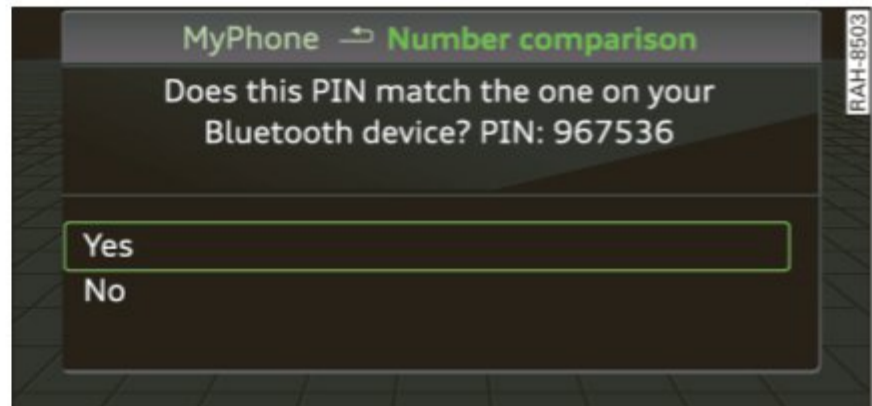 MyPhone Number comparison
Does this PIN match the one on your
Bluetooth device? PIN: 967536
Yes
No
RAH-8503